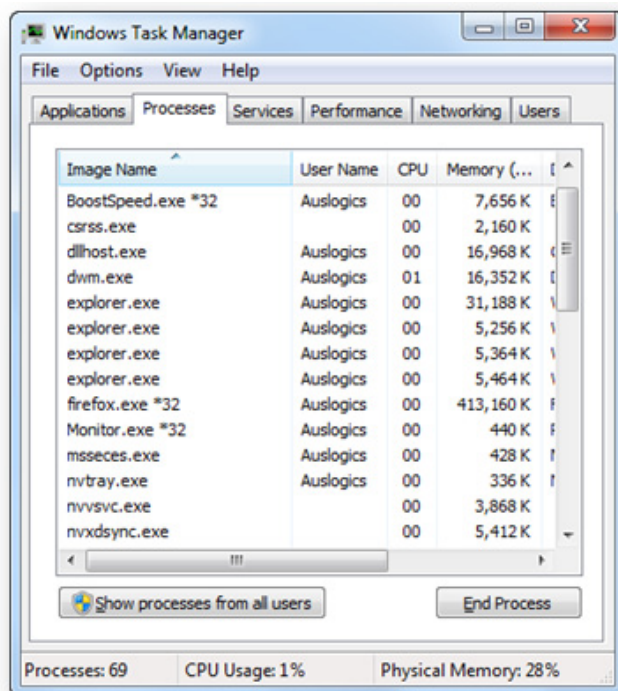 Windows Task Manager
File Options View Help
Applications Processes Services Performance Networking Users
Image Name User Name CPU Memory (...
BoostSpeed.exe *32 Auslogics 00 7,656 K
csrss.exe 00 2,160 K
dllhost.exe Auslogics 00 16,968 K
dwm.exe Auslogics 01 16,352 K
explorer.exe Auslogics 00 31,188 K
explorer.exe Auslogics 00 5,256 K
explorer.exe Auslogics 00 5,364 K
explorer.exe Auslogics 00 5,464 K
firefox.exe *32 Auslogics 00 413,160 K
Monitor.exe *32 Auslogics 00 440 K
msseces.exe Auslogics 00 428 K
nvtray.exe Auslogics 00 336 K
nvvsvc.exe 00 3,868 K
nvxdsync.exe 00 5,412 K
Show processes from all users End Process
Processes: 69 CPU Usage: 1% Physical Memory: 28%